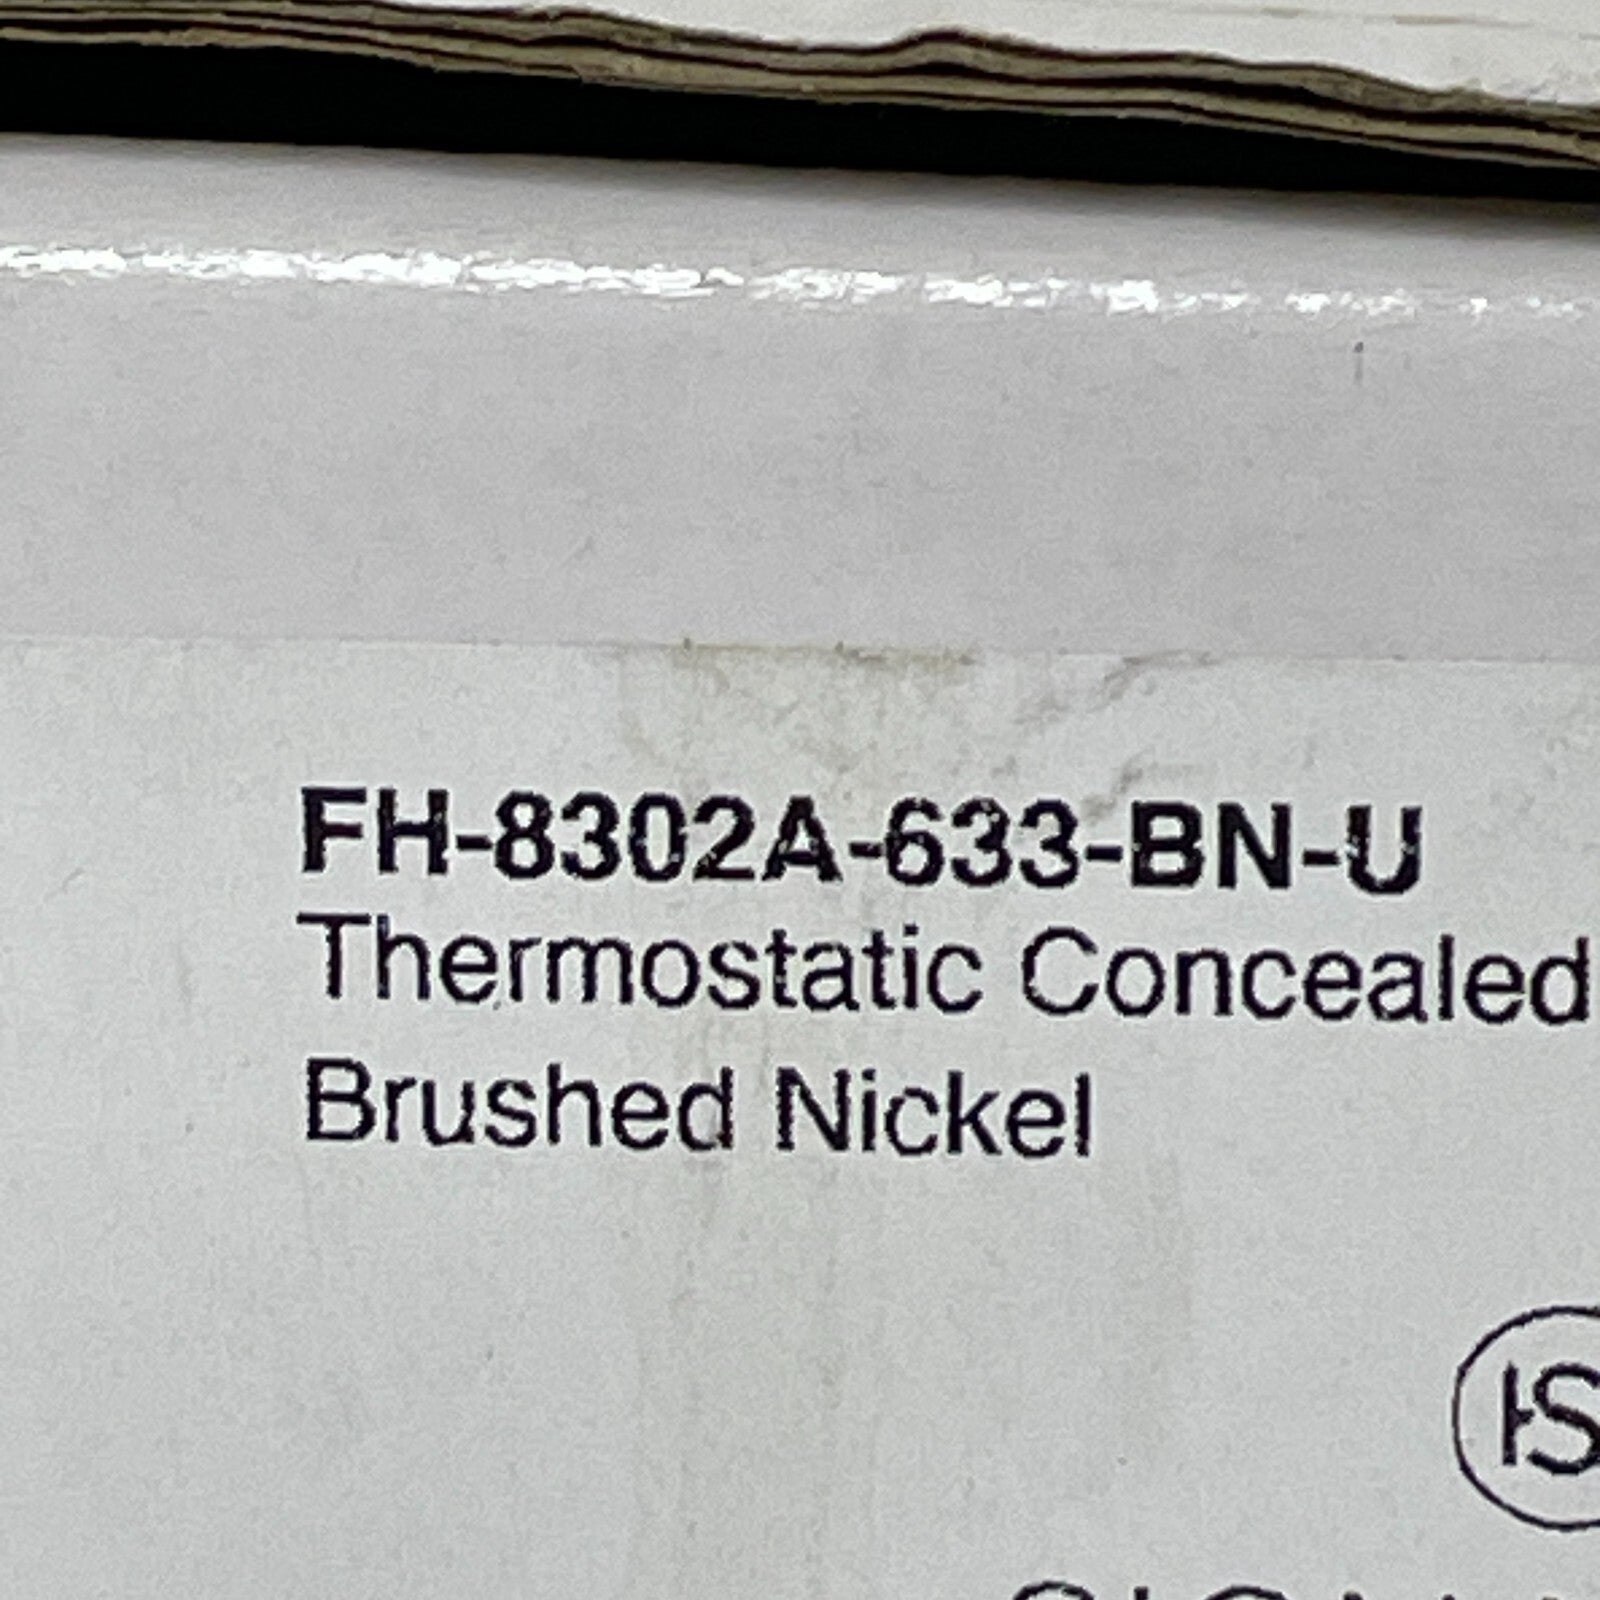 FH-8302A-633-BN-U
Thermostatic Concealed
Brushed Nickel